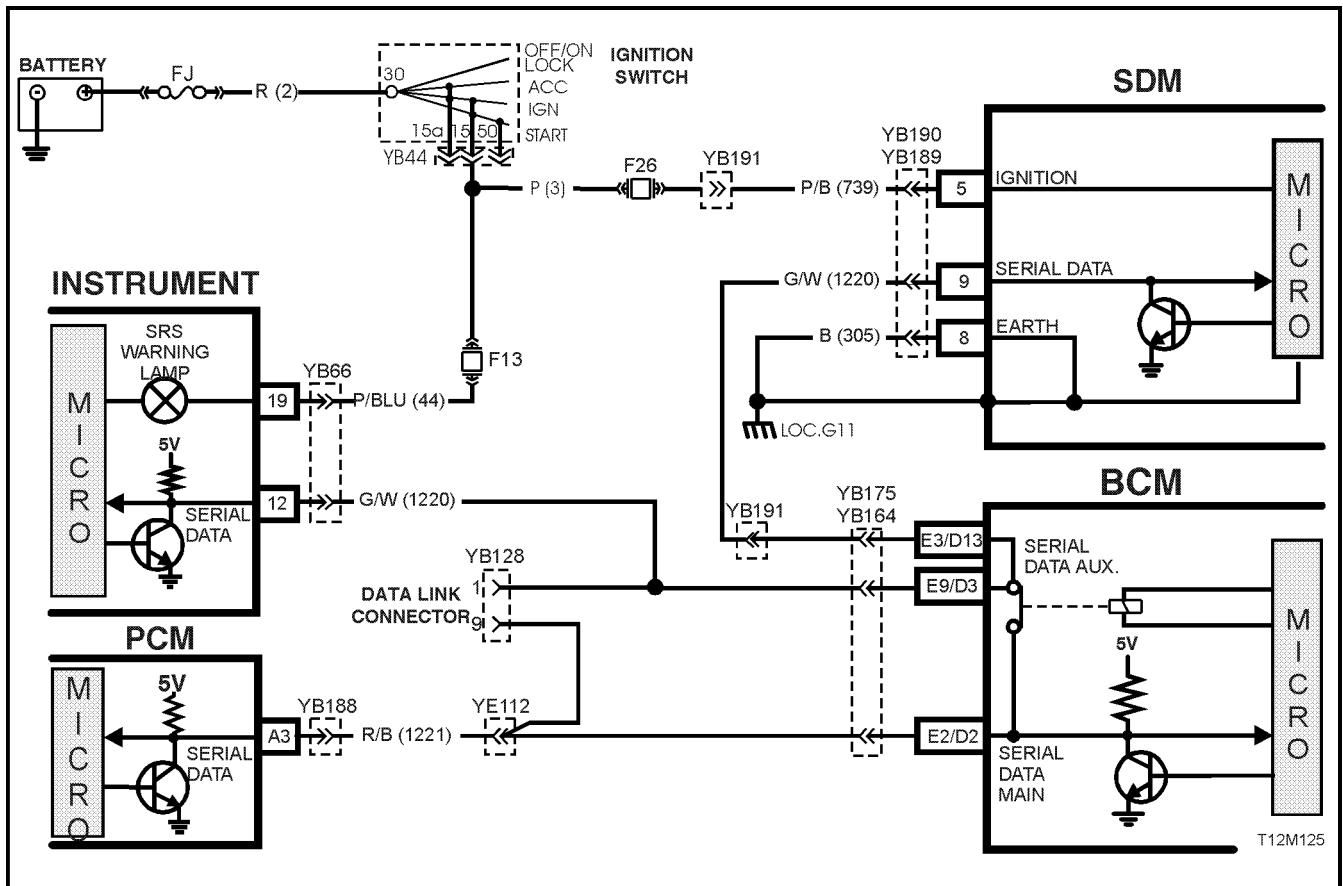 BATTERY
FJ
R (2)
30
OFF/ON
LOCK
ACC
IGN
START
15a 15 50
YB44
IGNITION
SWITCH
P (3)
F26
YB191
P/B (739)
YB190
YB189
SDM
5
IGNITION
G/W (1220)
9
SERIAL DATA
B (305)
8
EARTH
MICRO
LOC.G11
INSTRUMENT
SRS
WARNING
LAMP
MICRO
5V
SERIAL
DATA
19
12
YB66
P/BLU (44)
F13
G/W (1220)
YB128
1
9
DATA LINK
CONNECTOR
YB191
YB175
YB164
BCM
E3/D13
E9/D3
E2/D2
SERIAL
DATA AUX.
5V
SERIAL
DATA
MAIN
MICRO
PCM
MICRO
5V
SERIAL
DATA
A3
YB188
R/B (1221)
YE112
T12M125